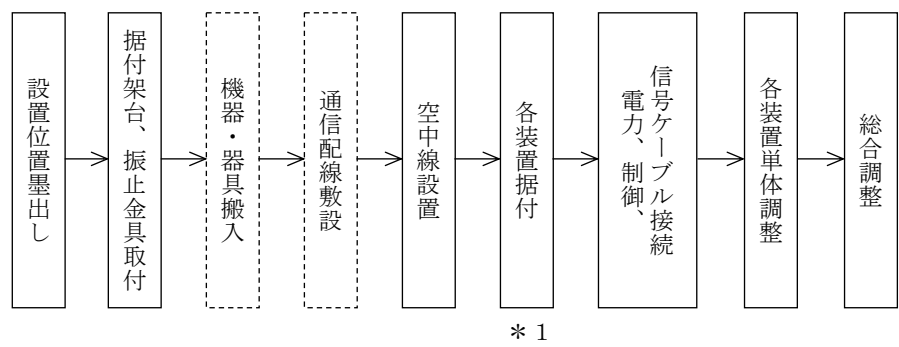 設置位置墨出し
据付架台、振止金具取付
機器・器具搬入
通信配線敷設
空中線設置
各装置据付
信号ケーブル接続
電力、制御、
各装置単体調整
総合調整
＊1